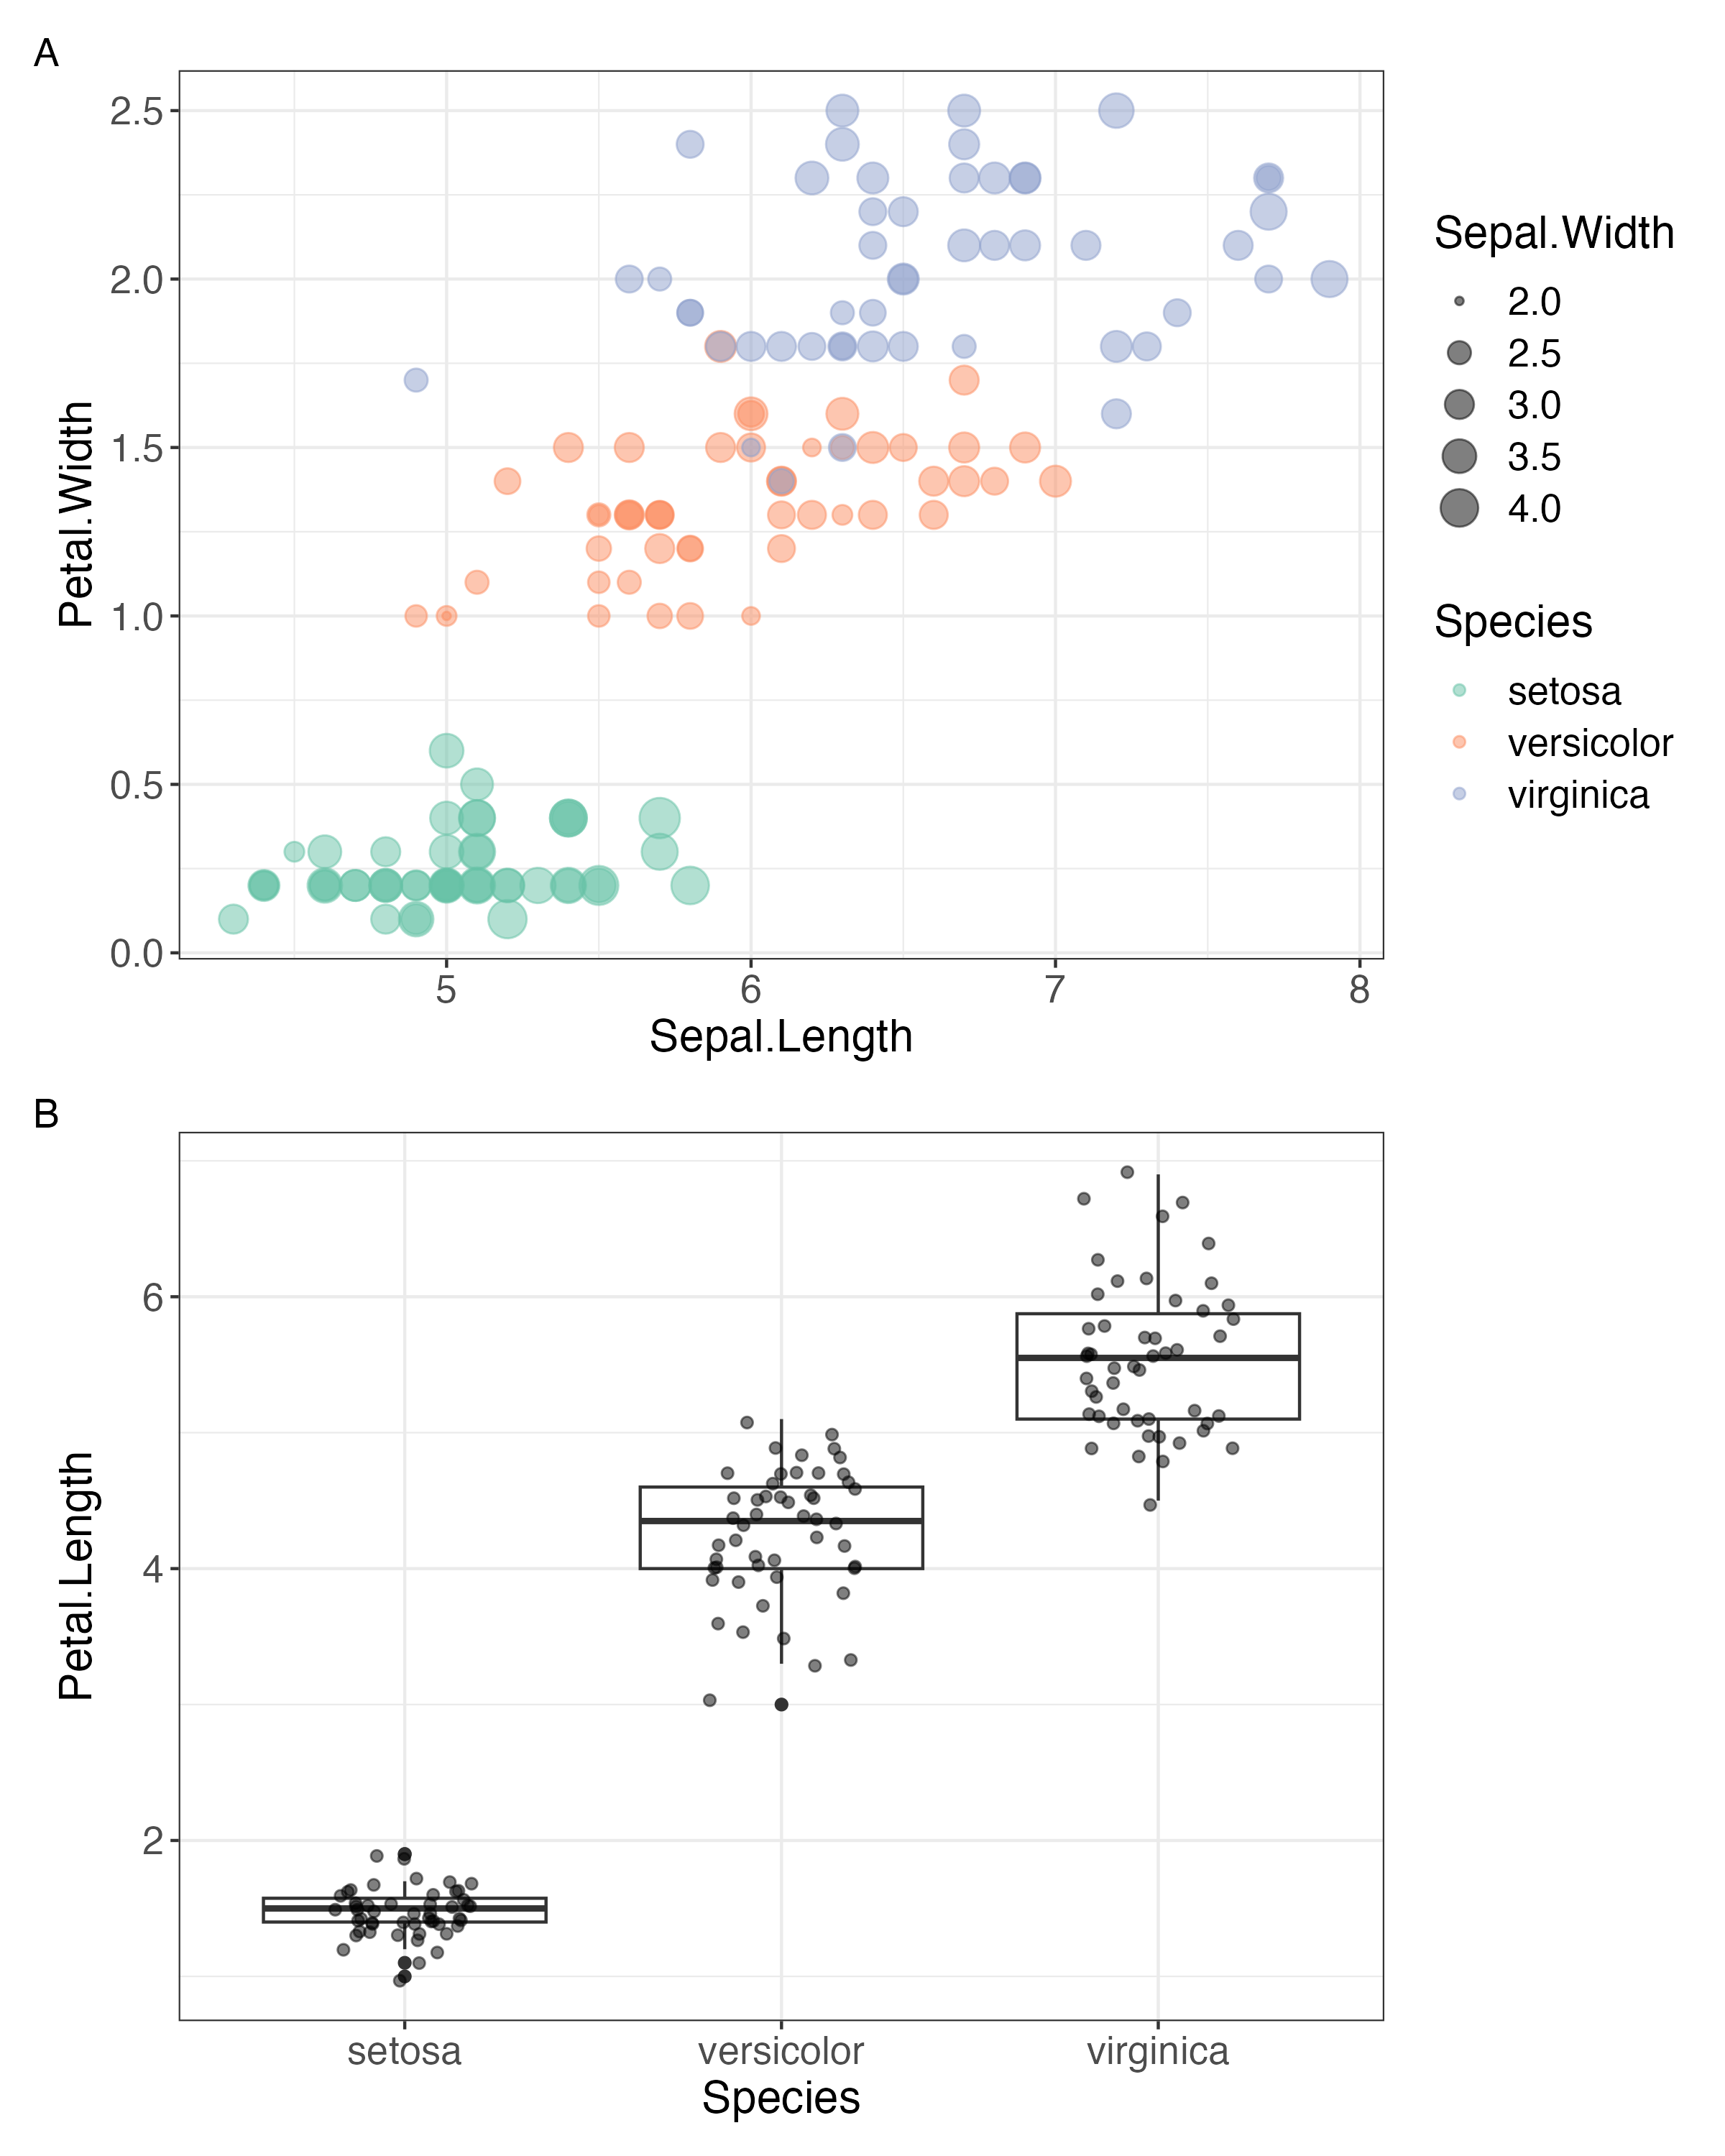 A
2.5
2.0
1.5
1.0
0.5
0.0
Petal.Width
5 6 7 8
Sepal.Length
Sepal.Width
2.0
2.5
3.0
3.5
4.0
Species
setosa
versicolor
virginica
B
6
4
2
Petal.Length
setosa versicolor virginica
Species